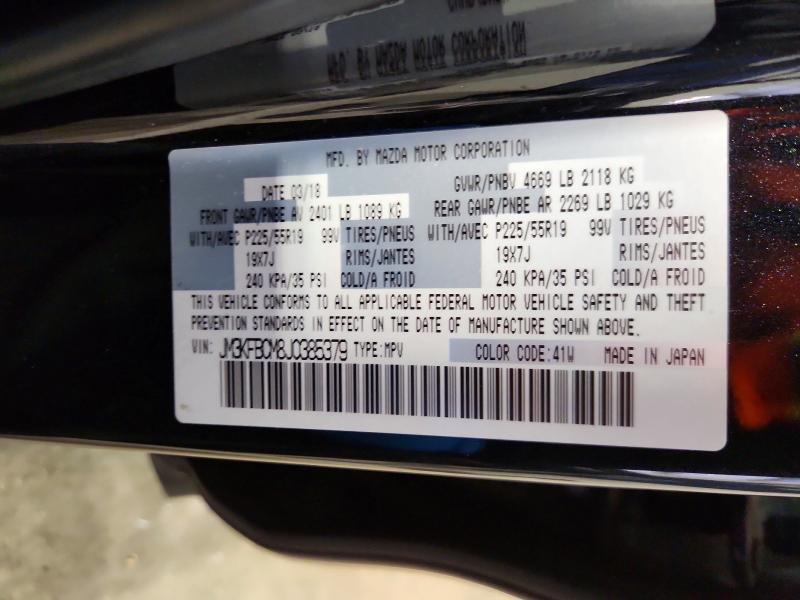 MFD. BY MAZDA MOTOR CORPORATION
MFD. BY MAZDA MOTOR CORPORATION
DATE 03/18 GVWR/PNBV 4669 LB 2118 KG
FRONT GAWR/PNBE AV 2401 LB 1089 KG REAR GAWR/PNBE AR 2269 LB 1029 KG
WITH/AVEC P225/55R19 99V TIRES/PNEUS WITH/AVEC P225/55R19 99V TIRES/PNEUS
19X7J RIMS/JANTES 19X7J RIMS/JANTES
240 KPA/35 PSI COLD/A FROID 240 KPA/35 PSI COLD/A FROID
THIS VEHICLE CONFORMS TO ALL APPLICABLE FEDERAL MOTOR VEHICLE SAFETY AND THEFT
PREVENTION STANDARDS IN EFFECT ON THE DATE OF MANUFACTURE SHOWN ABOVE.
VIN: JM3KFBCM8J0385379 TYPE:MPV COLOR CODE:41W MADE IN JAPAN